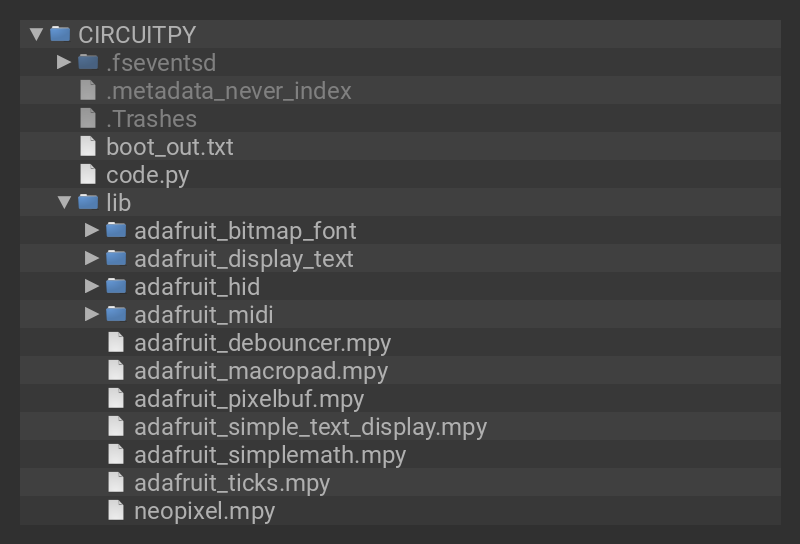 CIRCUITPY
.fseventsd
.metadata_never_index
.Trashes
boot_out.txt
code.py
lib
adafruit_bitmap_font
adafruit_display_text
adafruit_hid
adafruit_midi
adafruit_debouncer.mpy
adafruit_macropad.mpy
adafruit_pixelbuf.mpy
adafruit_simple_text_display.mpy
adafruit_simplemath.mpy
adafruit_ticks.mpy
neopixel.mpy